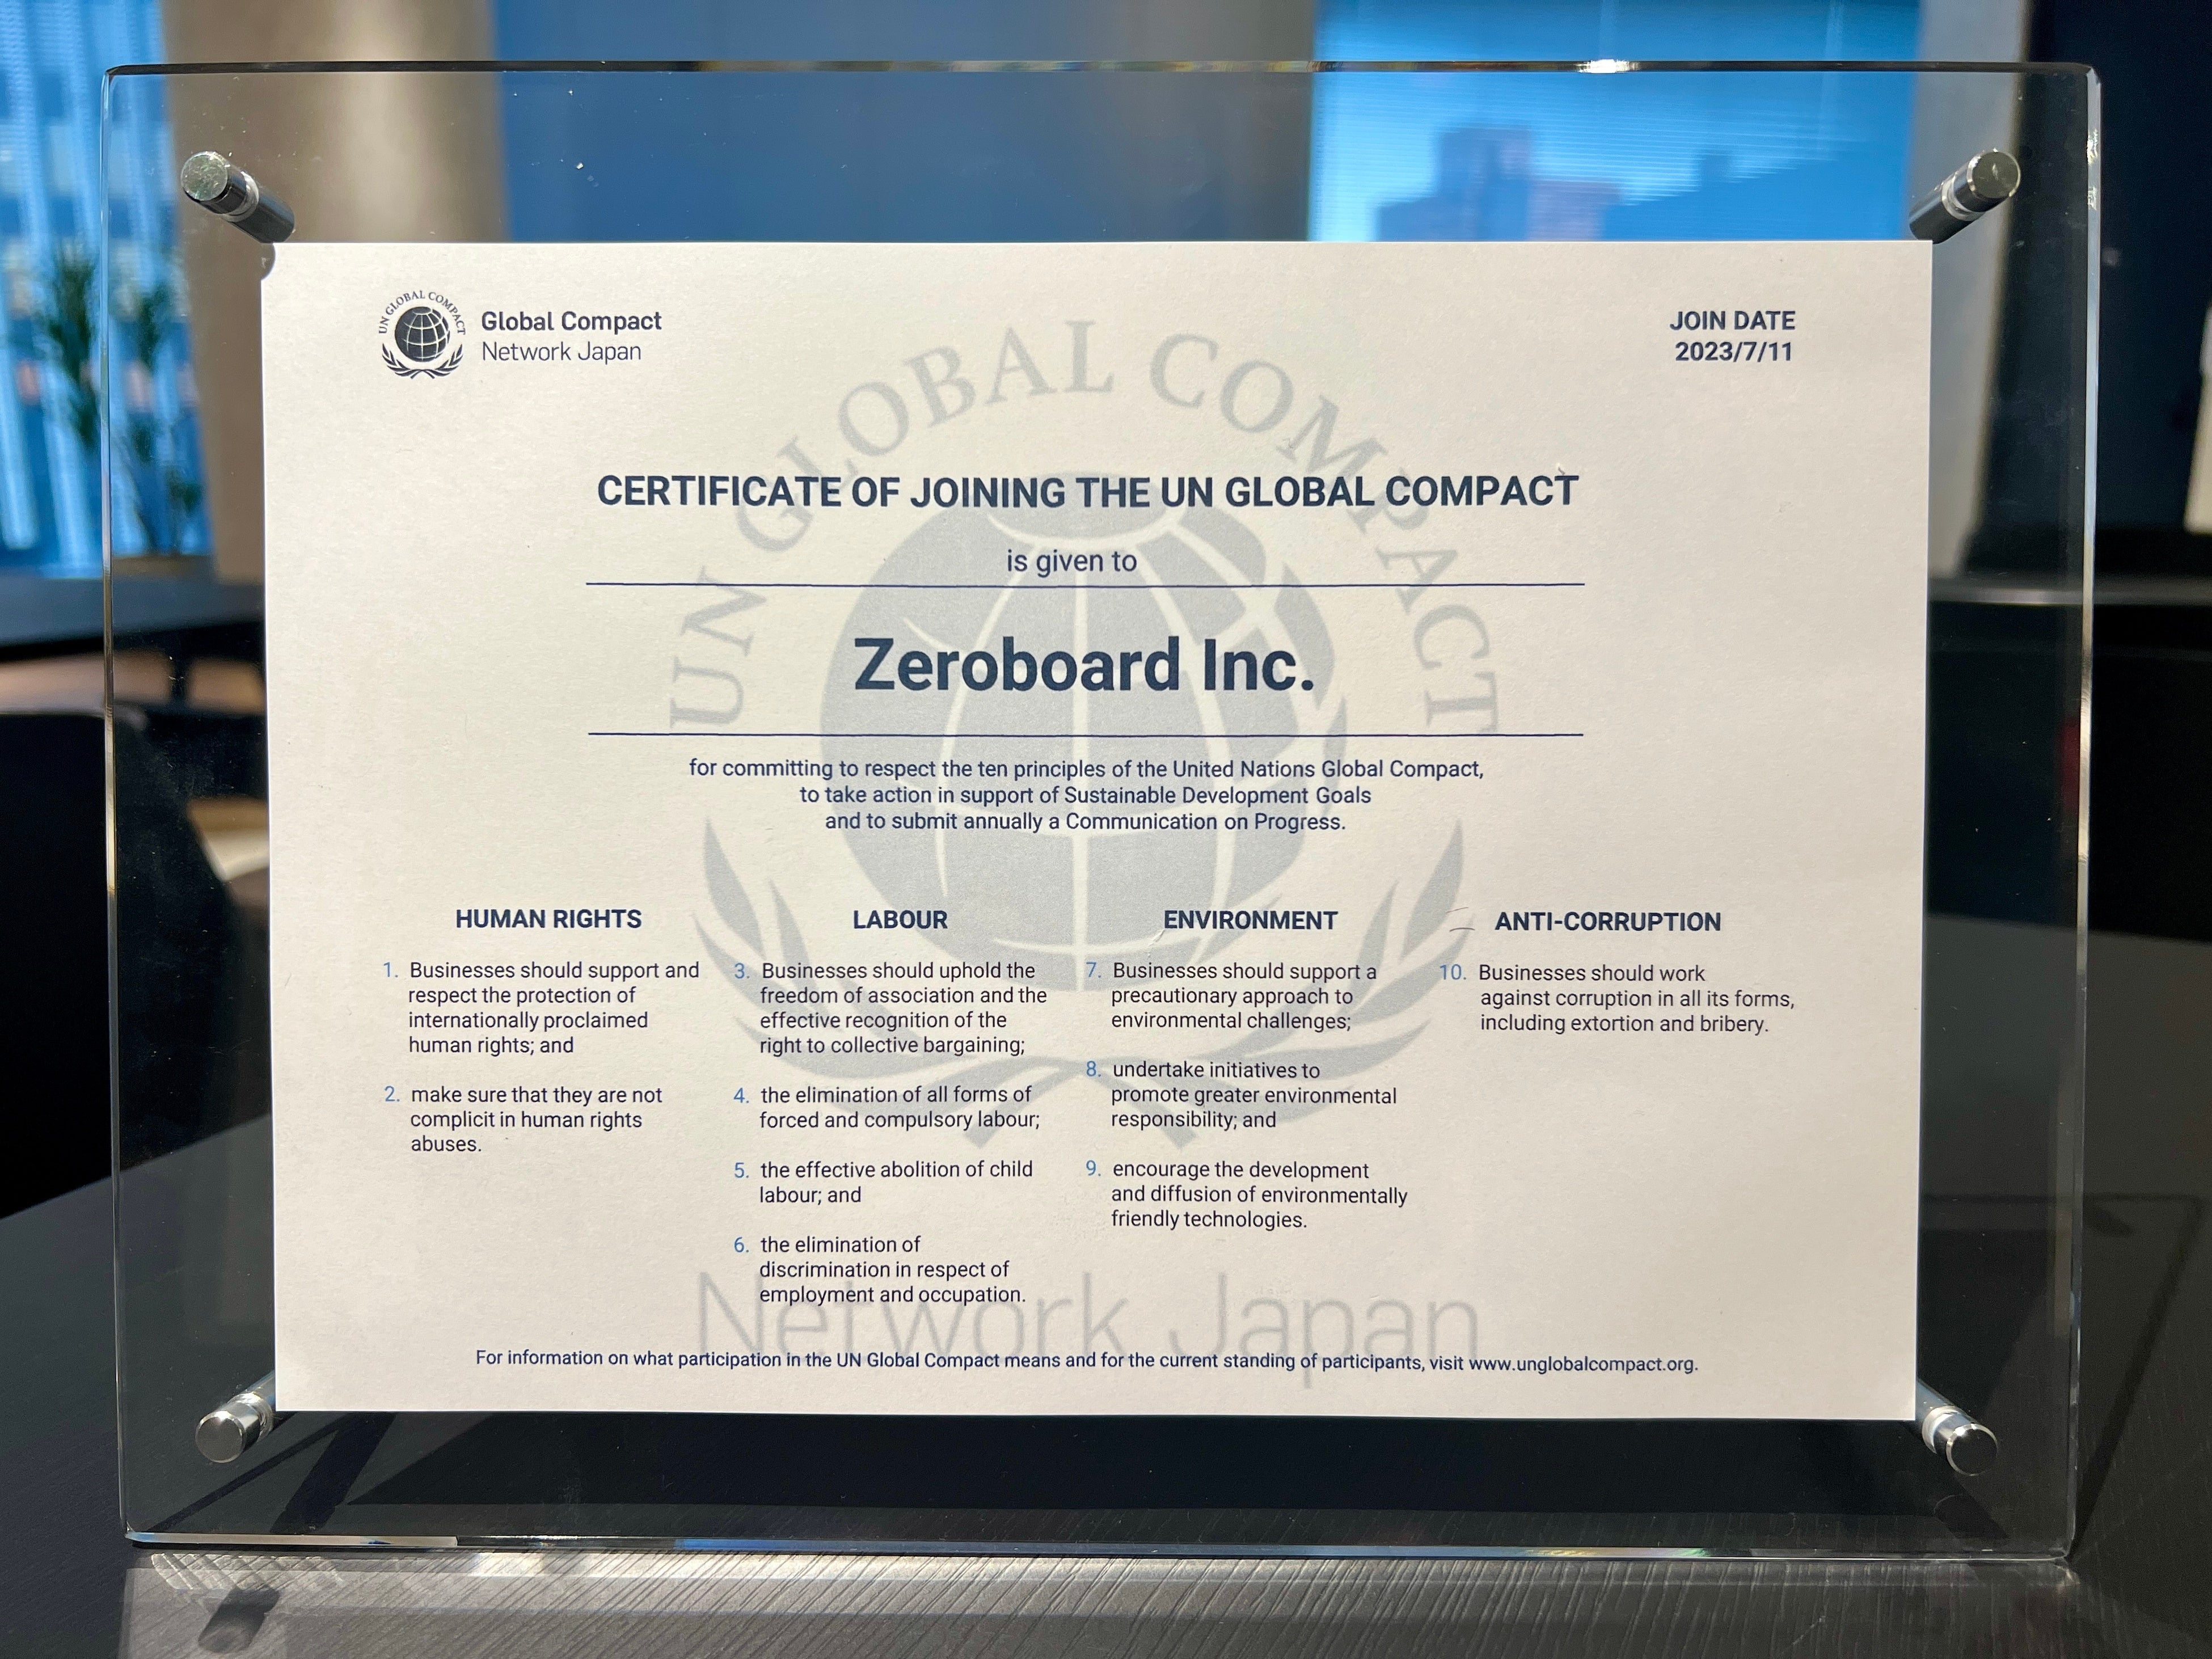 UN GLOBAL COMPACT
Global Compact
Network Japan
JOIN DATE
2023/7/11
UN GLOBAL COMPACT
CERTIFICATE OF JOINING THE UN GLOBAL COMPACT
is given to
Zeroboard Inc.
for committing to respect the ten principles of the United Nations Global Compact,
to take action in support of Sustainable Development Goals
and to submit annually a Communication on Progress.
HUMAN RIGHTS
1. Businesses should support and
respect the protection of
internationally proclaimed
human rights; and
2. make sure that they are not
complicit in human rights
abuses.
LABOUR
3. Businesses should uphold the
freedom of association and the
effective recognition of the
right to collective bargaining;
4. the elimination of all forms of
forced and compulsory labour;
5. the effective abolition of child
labour; and
6. the elimination of
discrimination in respect of
employment and occupation.
ENVIRONMENT
7. Businesses should support a
precautionary approach to
environmental challenges;
8. undertake initiatives to
promote greater environmental
responsibility; and
9. encourage the development
and diffusion of environmentally
friendly technologies.
ANTI-CORRUPTION
10. Businesses should work
against corruption in all its forms,
including extortion and bribery.
Network Japan
For information on what participation in the UN Global Compact means and for the current standing of participants, visit www.unglobalcompact.org.